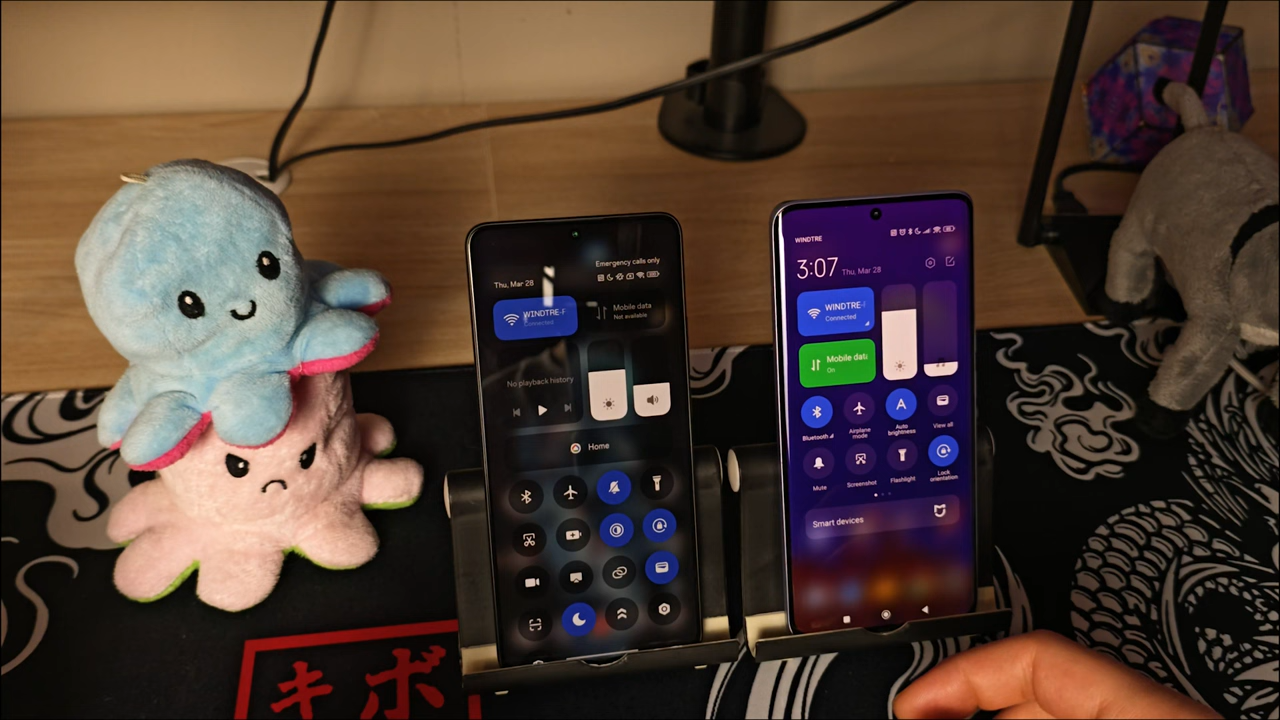 Emergency calls only
Thu, Mar 28
WINDTRE-F
Connected
Mobile data
Not available
No playback history
Home
WINDTRE
3:07 Thu, Mar 28
WINDTRE-
Connected
Mobile data
On
Bluetooth
Airplane mode
Auto brightness
View all
Mute
Screenshot
Flashlight
Lock orientation
Smart devices
キボ